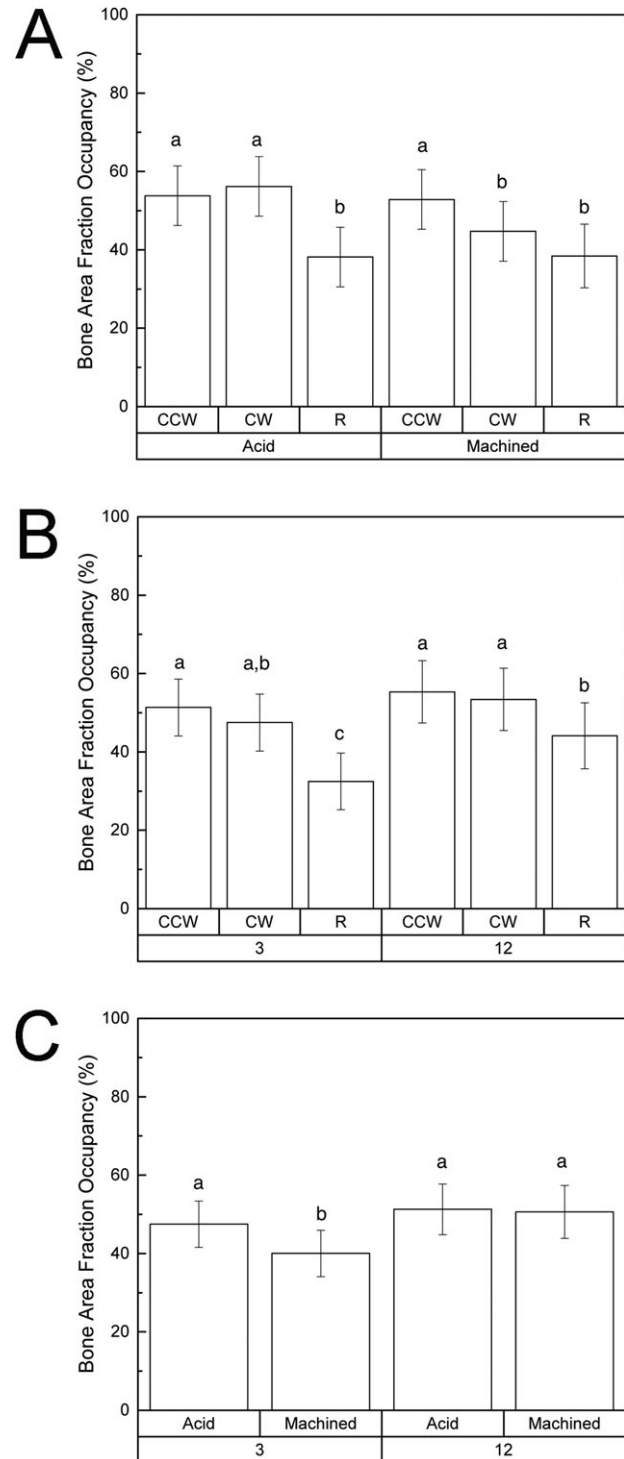 A
Bone Area Fraction Occupancy (%)
100
80
60
40
20
0
a a b a b b
CCW CW R CCW CW R
Acid Machined
B
Bone Area Fraction Occupancy (%)
100
80
60
40
20
0
a a,b c a a b
CCW CW R CCW CW R
3 12
C
Bone Area Fraction Occupancy (%)
100
80
60
40
20
0
a b a a
Acid Machined Acid Machined
3 12